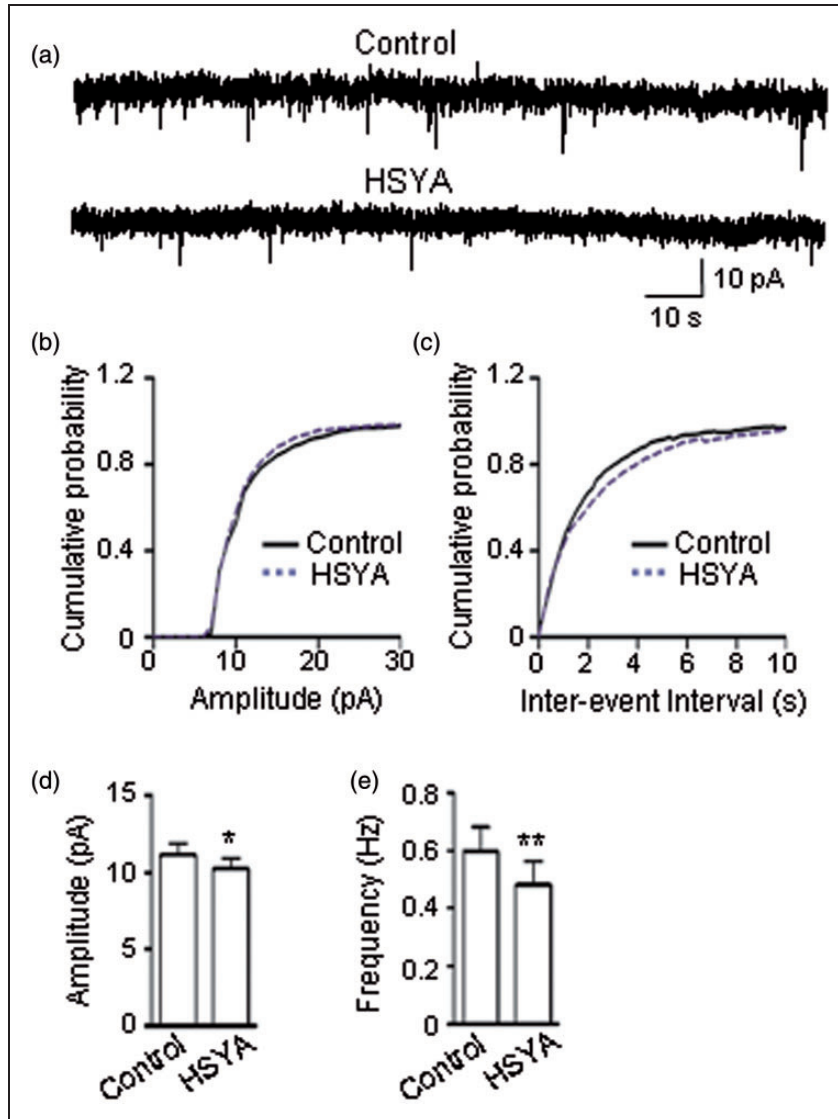 (a)
Control
HSYA
10 pA
10 s
(b)
Cumulative probability
1.2
0.8
0.4
0
0 10 20 30
Amplitude (pA)
Control
HSYA
(c)
Cumulative probability
1.2
0.8
0.4
0
0 2 4 6 8 10
Inter-event Interval (s)
Control
HSYA
(d)
Amplitude (pA)
15
10
5
0
*
Control
HSYA
(e)
Frequency (Hz)
0.8
0.6
0.4
0.2
0
**
Control
HSYA